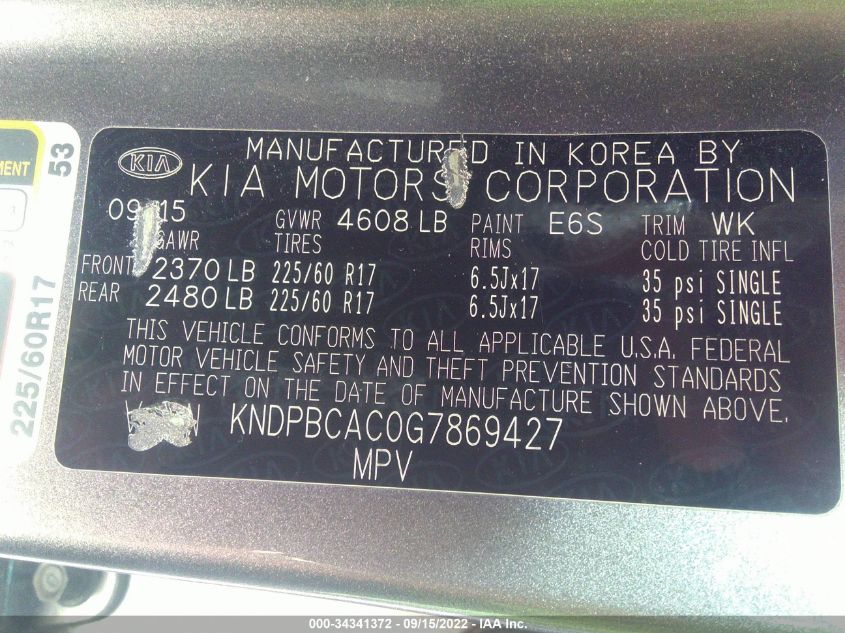 MENT
53
225/60R17
KIA
MANUFACTURED IN KOREA BY
KIA MOTORS CORPORATION
GVWR 4608 LB PAINT E6S TRIM WK
GAWR TIRES RIMS COLD TIRE INFL
FRONT 2370 LB 225/60 R17 6.5Jx17 35 psi SINGLE
REAR 2480 LB 225/60 R17 6.5Jx17 35 psi SINGLE
THIS VEHICLE CONFORMS TO ALL APPLICABLE U.S.A. FEDERAL
MOTOR VEHICLE SAFETY AND THEFT PREVENTION STANDARDS
IN EFFECT ON THE DATE OF MANUFACTURE SHOWN ABOVE.
KNDPBCAC0G7869427
MPV
000-34341372 - 09/15/2022 - IAA Inc.